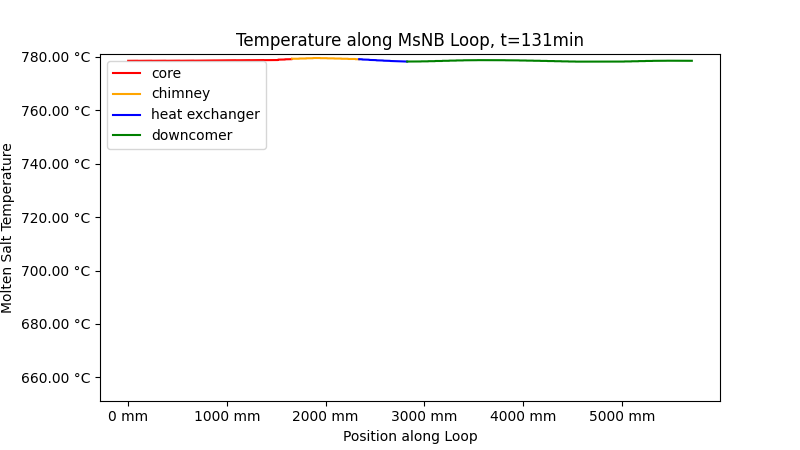 Temperature along MsNB Loop, t=131min
780.00 °C
760.00 °C
740.00 °C
720.00 °C
700.00 °C
680.00 °C
660.00 °C
Molten Salt Temperature
core
chimney
heat exchanger
downcomer
0 mm
1000 mm
2000 mm
3000 mm
4000 mm
5000 mm
Position along Loop